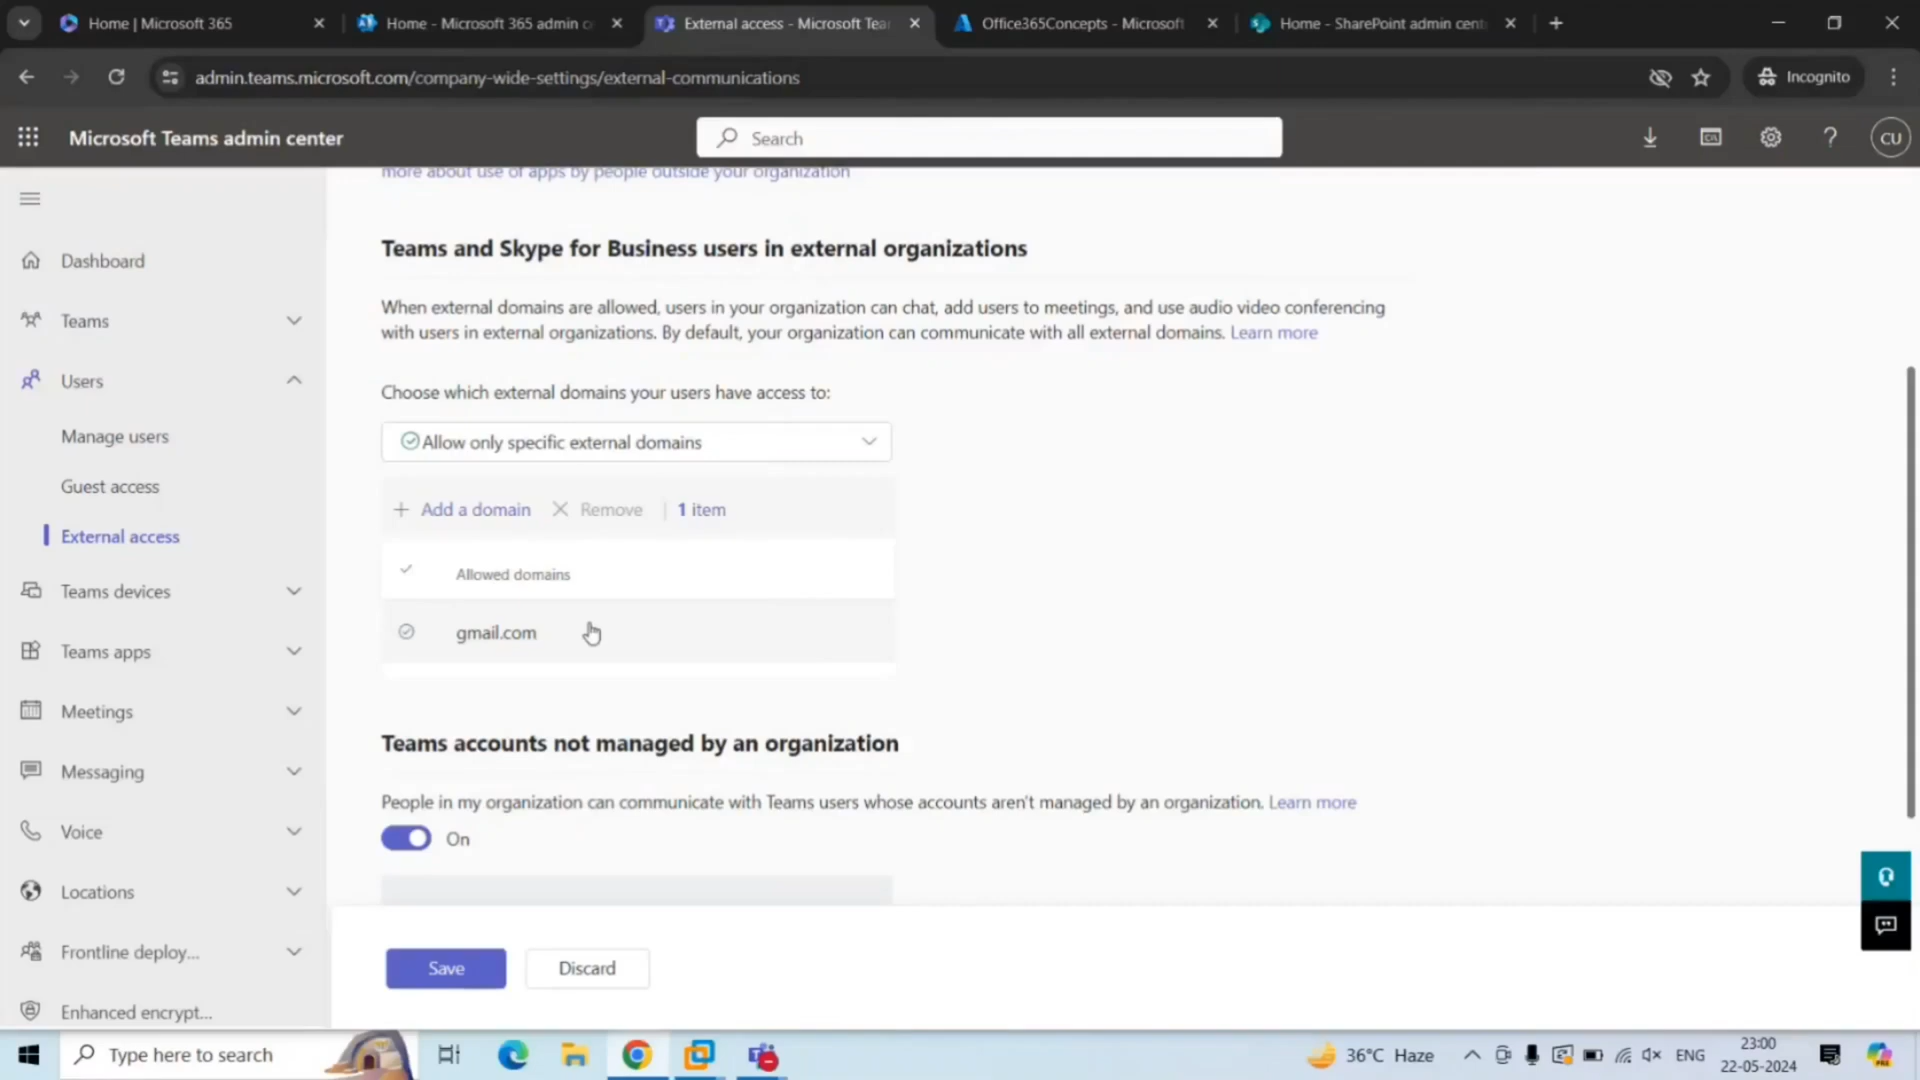 Home | Microsoft 365
Home - Microsoft 365 admin c
External access - Microsoft Tea
Office365Concepts - Microsoft
Home - SharePoint admin cent
admin.teams.microsoft.com/company-wide-settings/external-communications
Incognito
Microsoft Teams admin center
Search
CU
more about use of apps by people outside your organization
Teams and Skype for Business users in external organizations
When external domains are allowed, users in your organization can chat, add users to meetings, and use audio video conferencing
with users in external organizations. By default, your organization can communicate with all external domains. Learn more
Choose which external domains your users have access to:
Allow only specific external domains
Add a domain Remove 1 item
Allowed domains
gmail.com
Teams accounts not managed by an organization
People in my organization can communicate with Teams users whose accounts aren't managed by an organization. Learn more
On
Save
Discard
Dashboard
Teams
Users
Manage users
Guest access
External access
Teams devices
Teams apps
Meetings
Messaging
Voice
Locations
Frontline deploy...
Enhanced encrypt...
Type here to search
36°C Haze
ENG
23:00
22-05-2024